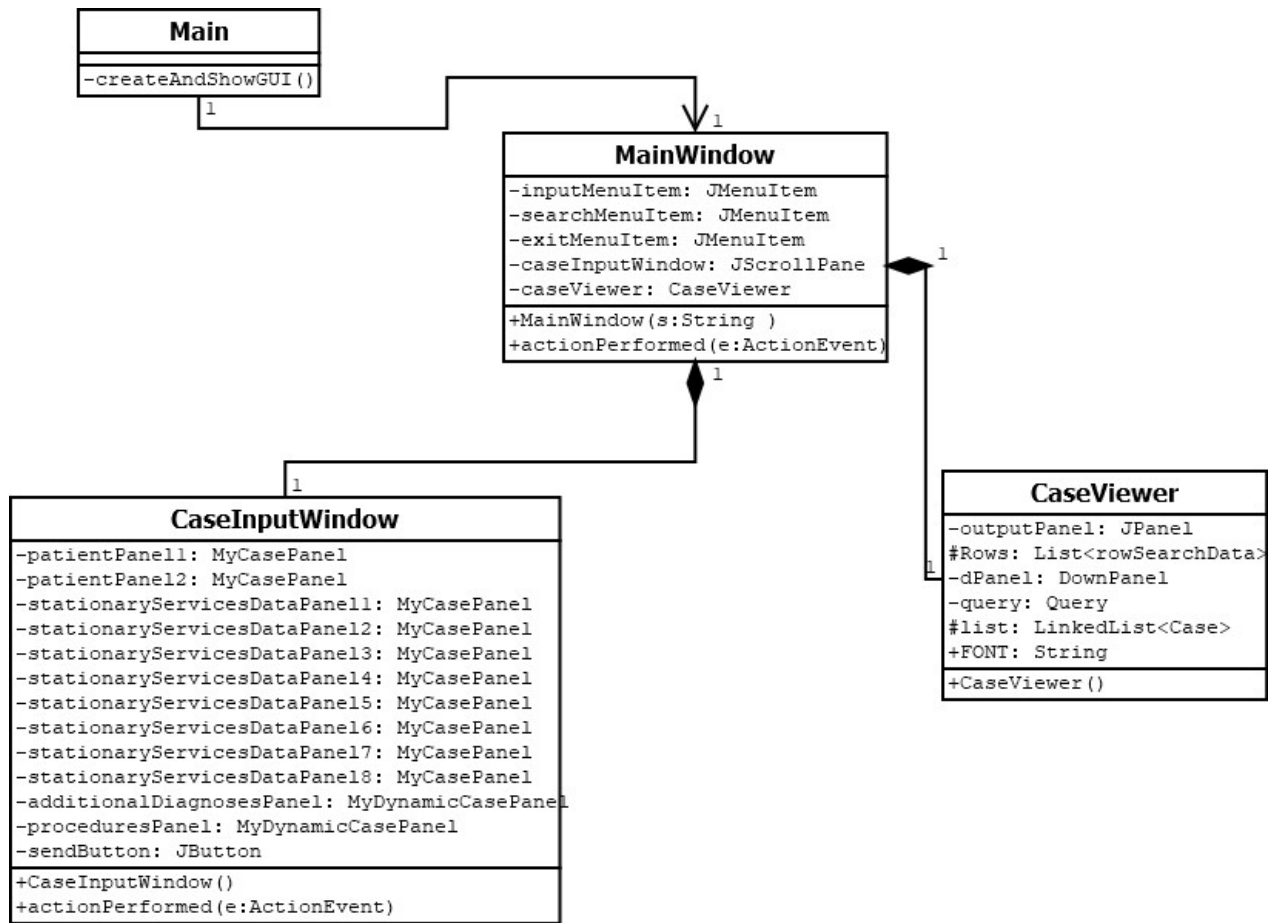 Main
-createAndShowGUI()
1
1
MainWindow
-inputMenuItem: JMenuItem
-searchMenuItem: JMenuItem
-exitMenuItem: JMenuItem
-caseInputWindow: JScrollPane
-caseViewer: CaseViewer
+MainWindow(s:String )
+actionPerformed(e:ActionEvent)
1
1
1
CaseInputWindow
-patientPanel1: MyCasePanel
-patientPanel2: MyCasePanel
-stationaryServicesDataPanel1: MyCasePanel
-stationaryServicesDataPanel2: MyCasePanel
-stationaryServicesDataPanel3: MyCasePanel
-stationaryServicesDataPanel4: MyCasePanel
-stationaryServicesDataPanel5: MyCasePanel
-stationaryServicesDataPanel6: MyCasePanel
-stationaryServicesDataPanel7: MyCasePanel
-stationaryServicesDataPanel8: MyCasePanel
-additionalDiagnosesPanel: MyDynamicCasePanel
-proceduresPanel: MyDynamicCasePanel
-sendButton: JButton
+CaseInputWindow()
+actionPerformed(e:ActionEvent)
1
CaseViewer
-outputPanel: JPanel
#Rows: List<rowSearchData>
-dPanel: DownPanel
-query: Query
#list: LinkedList<Case>
+FONT: String
+CaseViewer()